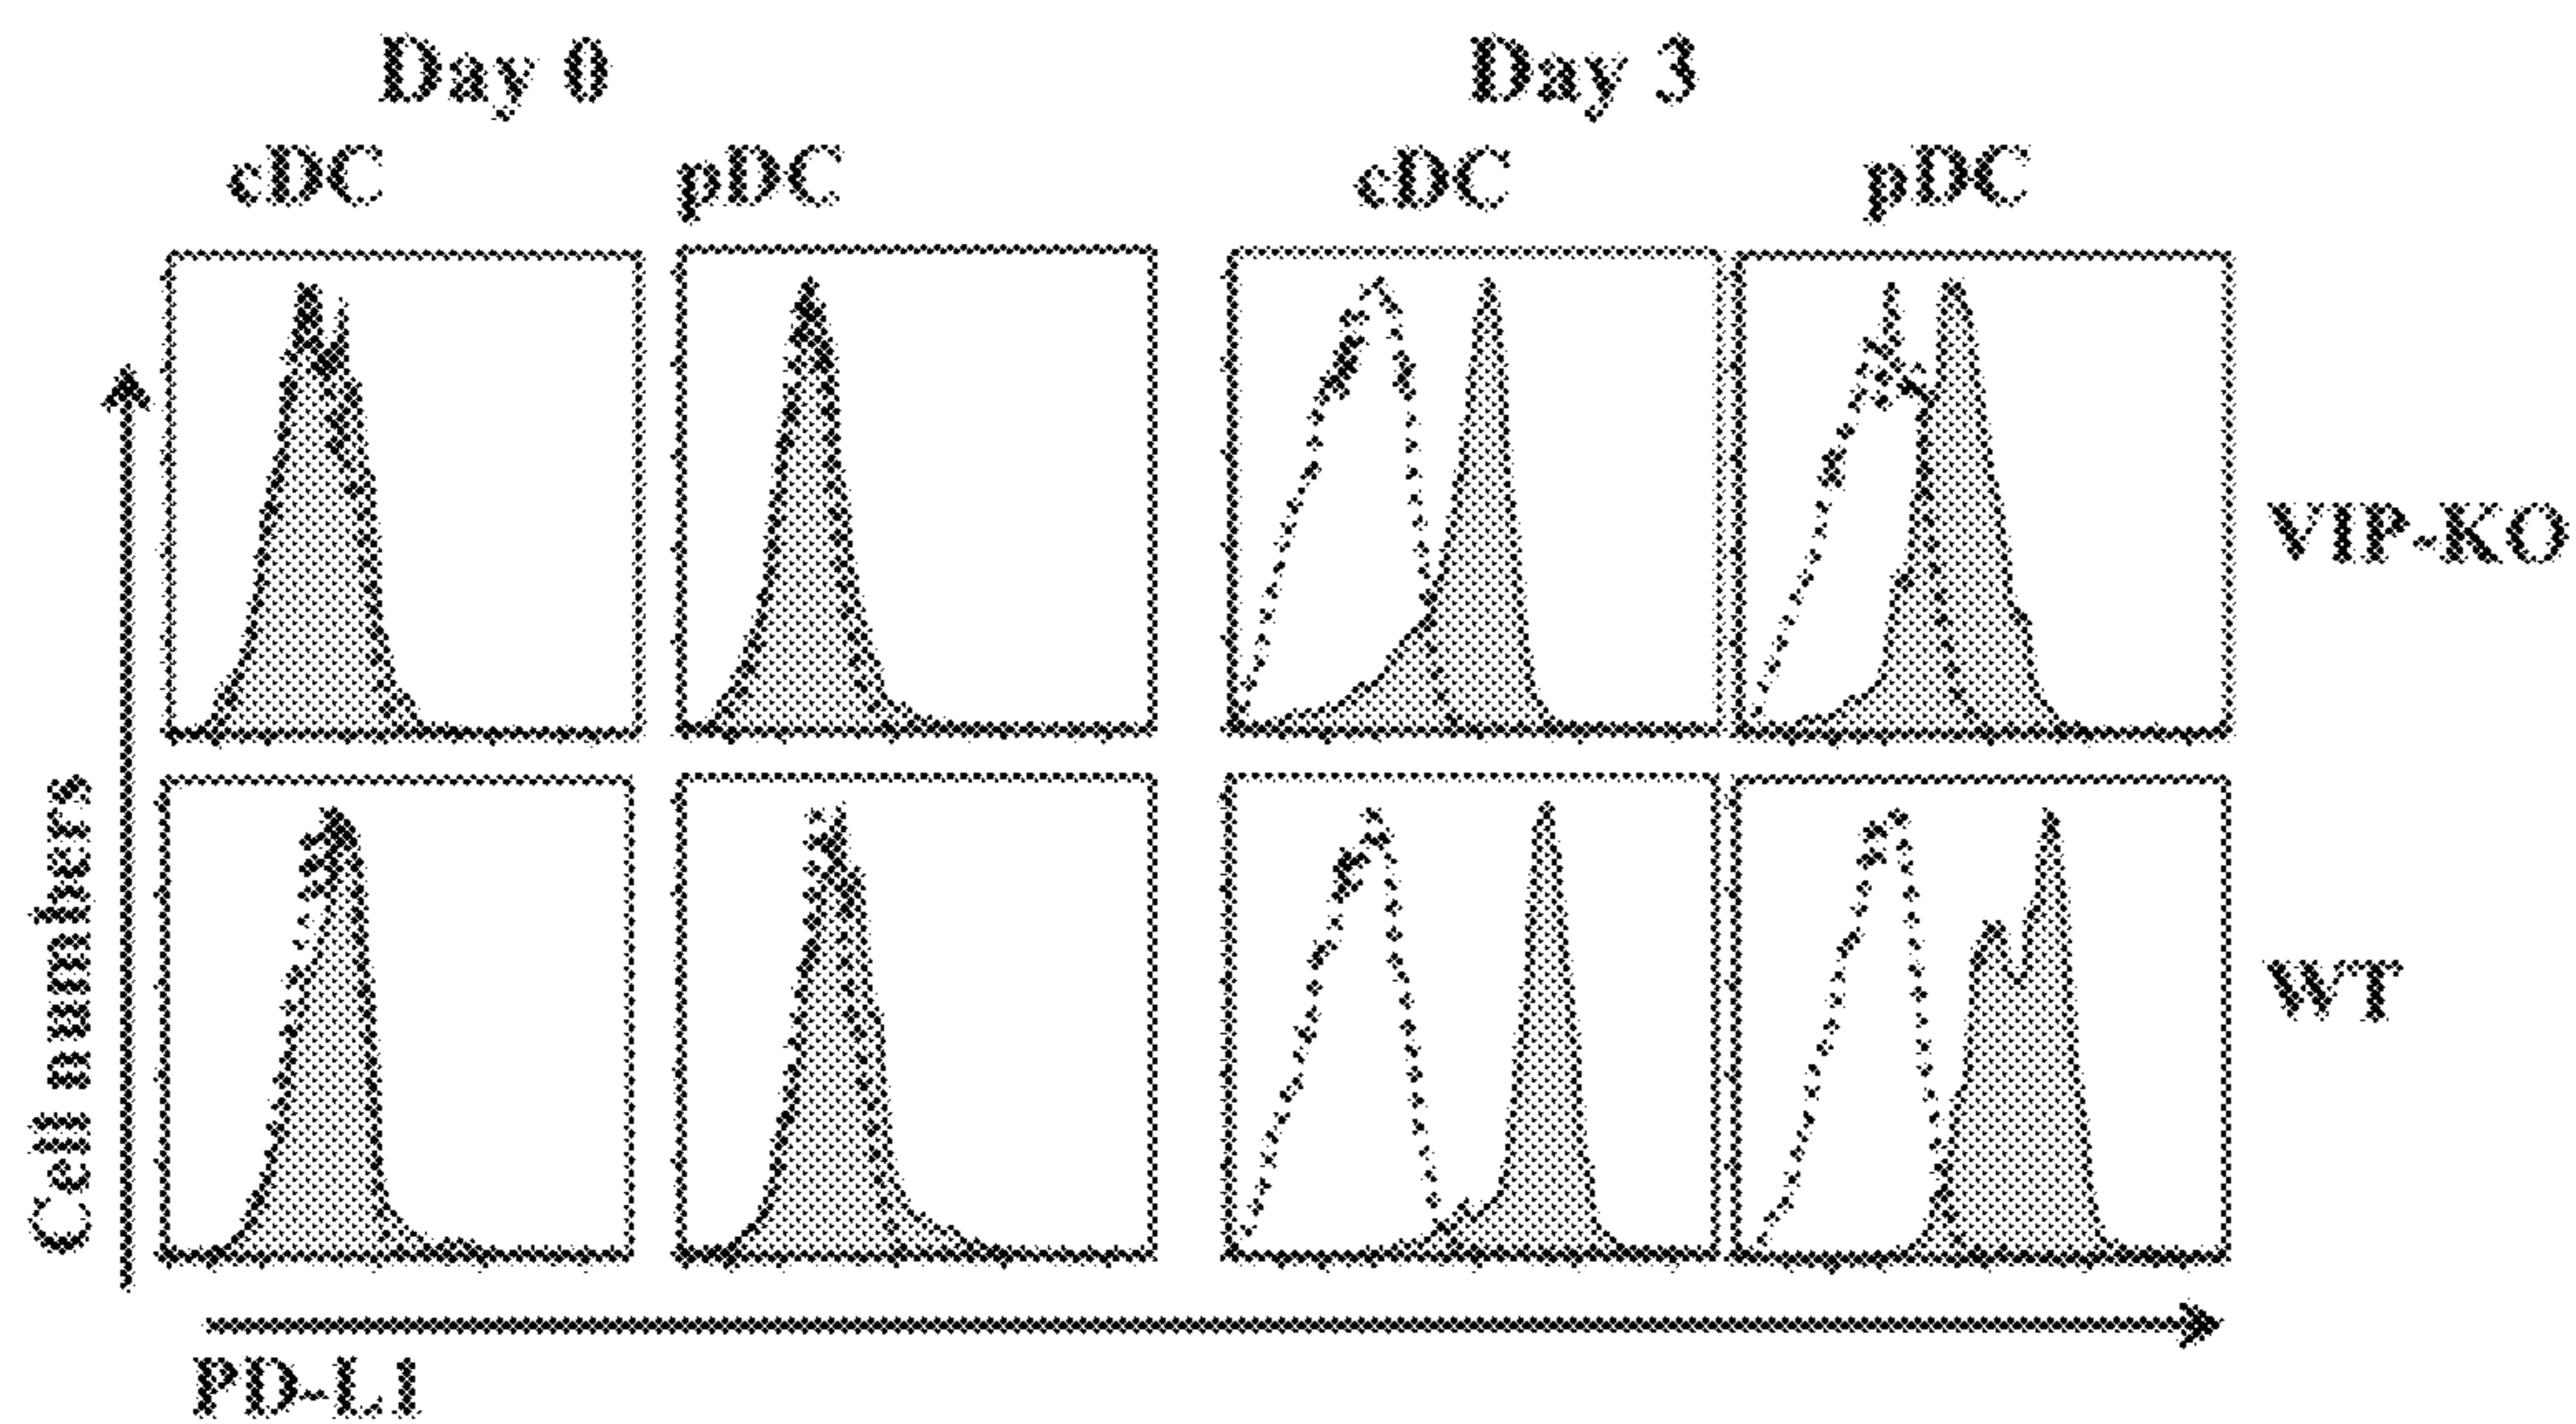 Day 0
Day 3
cDC
pDC
cDC
pDC
VIP-KO
WT
Cell numbers
PD-L1